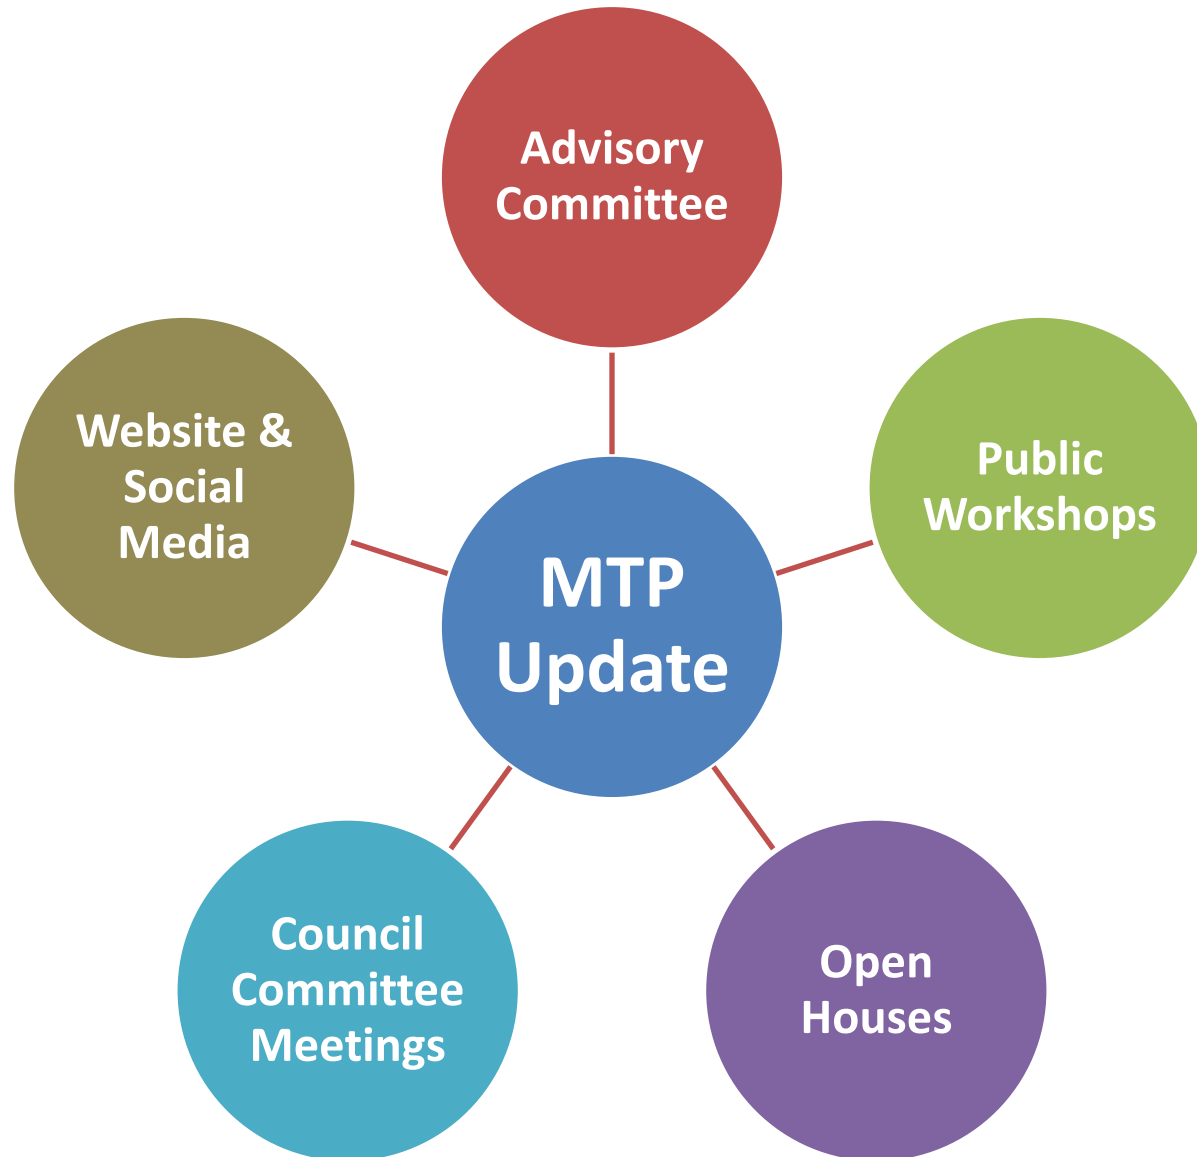 Advisory
Committee
Website &
Social
Media
Public
Workshops
MTP
Update
Council
Committee
Meetings
Open
Houses